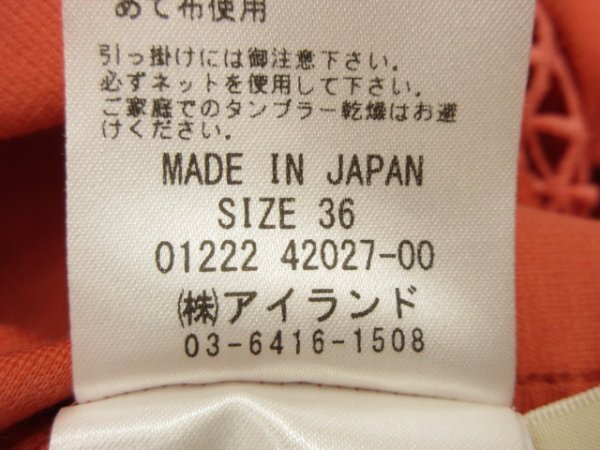 めて布使用
引っ掛けには御注意下さい。
必ずネットを使用して下さい。
ご家庭でのタンブラー乾燥はお避
けください。
MADE IN JAPAN
SIZE 36
01222 42027-00
㈱アイランド
03-6416-1508